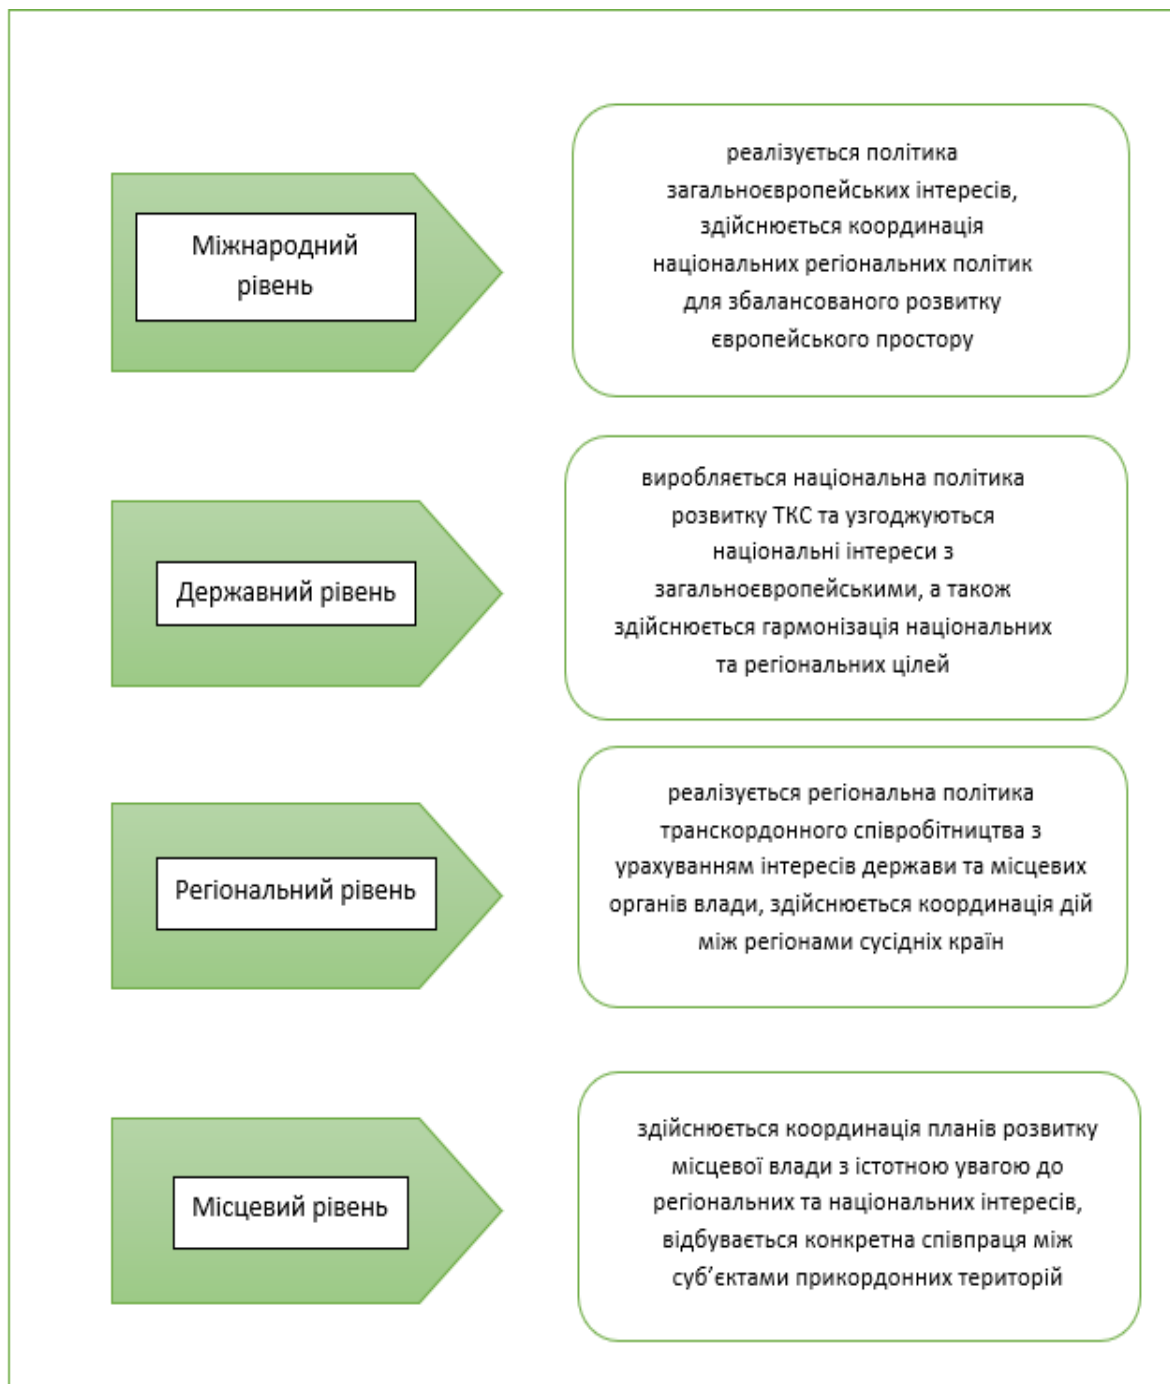 Міжнародний
рівень
реалізується політика
загальноєвропейських інтересів,
здійснюється координація
національних регіональних політик
для збалансованого розвитку
європейського простору
Державний рівень
виробляється національна політика
розвитку ТКС та узгоджуються
національні інтереси з
загальноєвропейськими, а також
здійснюється гармонізація національних
та регіональних цілей
Регіональний рівень
реалізується регіональна політика
транскордонного співробітництва з
урахуванням інтересів держави та місцевих
органів влади, здійснюється координація дій
між регіонами сусідніх країн
Місцевий рівень
здійснюється координація планів розвитку
місцевої влади з істотною увагою до
регіональних та національних інтересів,
відбувається конкретна співпраця між
суб’єктами прикордонних територій